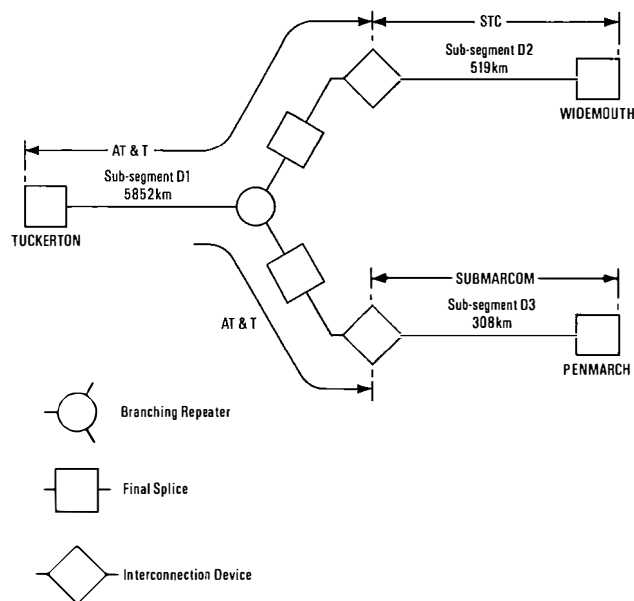 STC
Sub-segment D2
519km
WIDEMOUTH
AT & T
Sub-segment D1
5852km
TUCKERTON
SUBMARCOM
AT & T
Sub-segment D3
308km
PENMARCH
Branching Repeater
Final Splice
Interconnection Device